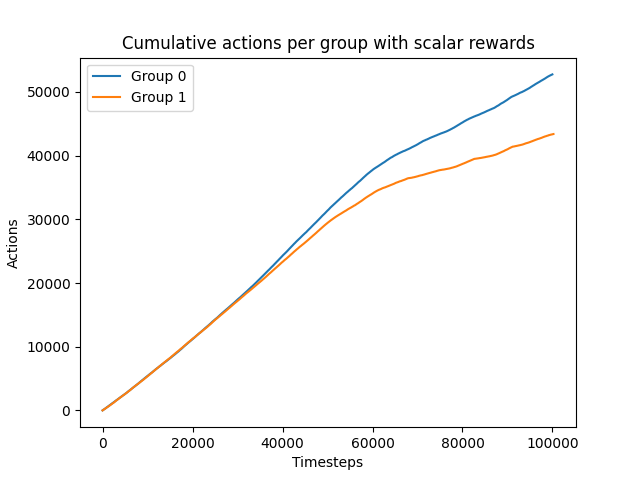 Cumulative actions per group with scalar rewards
Group 0
Group 1
50000
40000
30000
20000
10000
0
Actions
0 20000 40000 60000 80000 100000
Timesteps